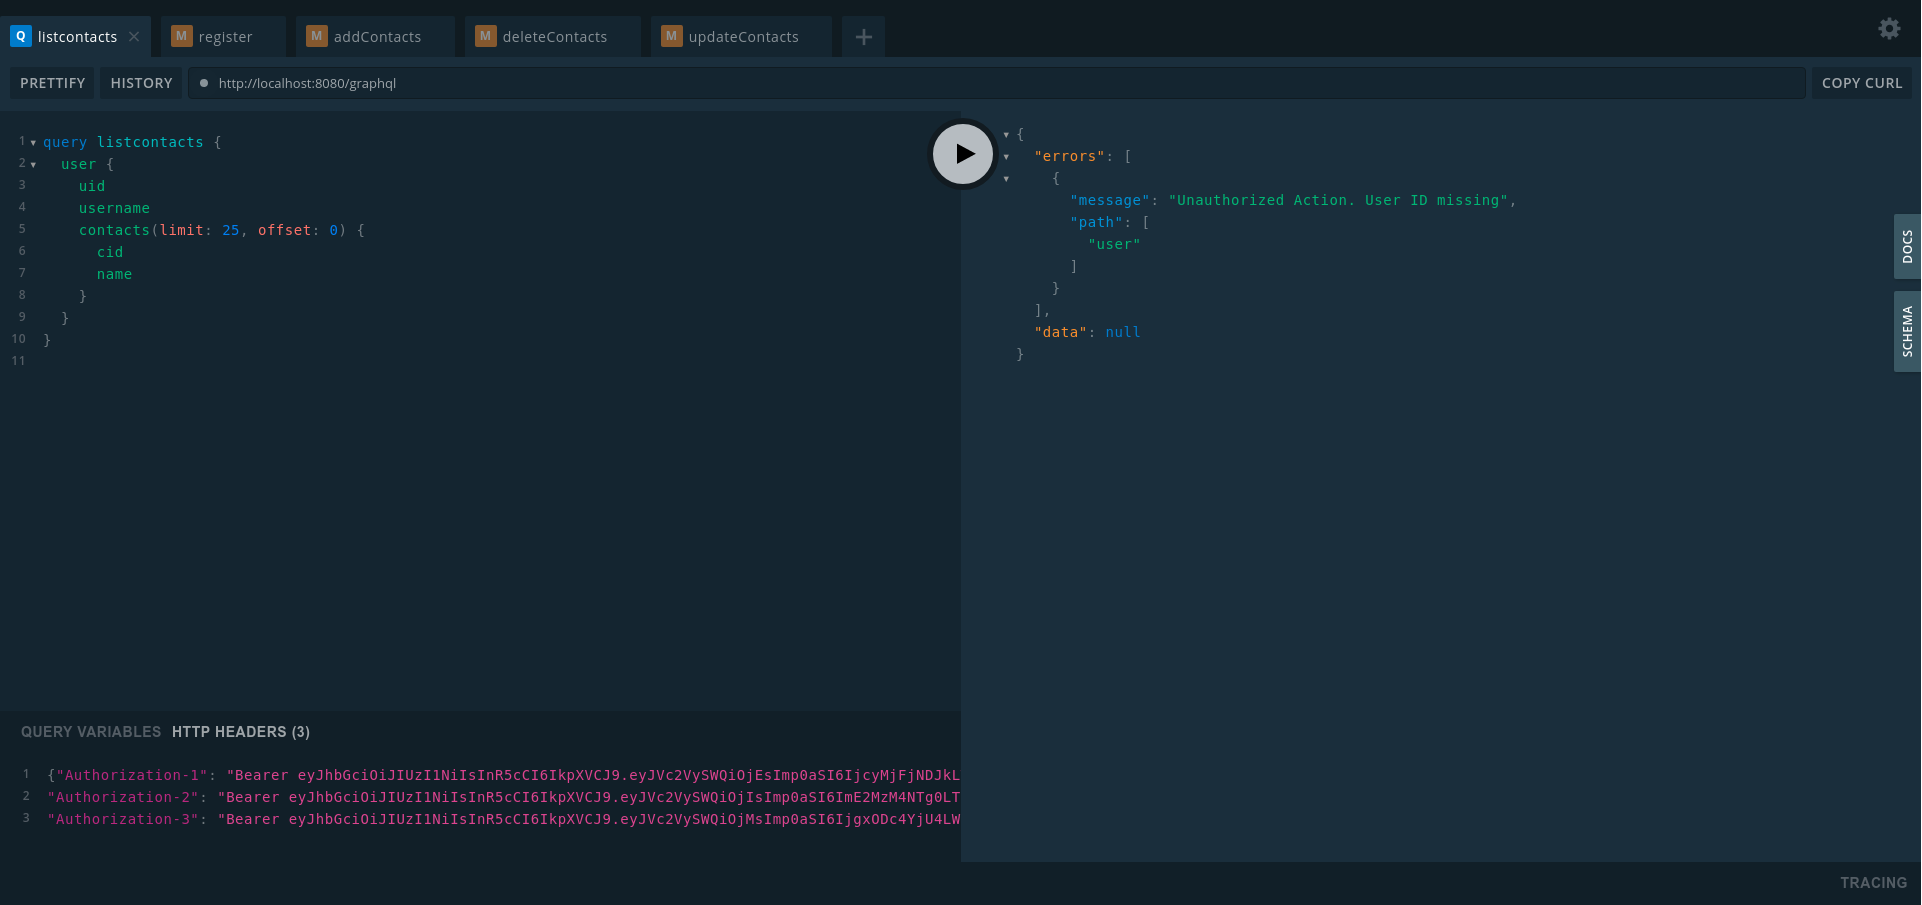 Q listcontacts ✕ M register M addContacts M deleteContacts M updateContacts +
PRETTIFY HISTORY http://localhost:8080/graphql COPY CURL
1 query listcontacts {
2 user {
3 uid
4 username
5 contacts(limit: 25, offset: 0) {
6 cid
7 name
8 }
9 }
10 }
11
{
"errors": [
{
"message": "Unauthorized Action. User ID missing",
"path": [
"user"
]
}
],
"data": null
}
DOCS
SCHEMA
QUERY VARIABLES HTTP HEADERS (3)
1 {"Authorization-1": "Bearer eyJhbGciOiJIUzI1NiIsInR5cCI6IkpXVCJ9.eyJVc2VySWQiOjEsImp0aSI6IjcyMjFjNDJkL
2 "Authorization-2": "Bearer eyJhbGciOiJIUzI1NiIsInR5cCI6IkpXVCJ9.eyJVc2VySWQiOjIsImp0aSI6ImE2MzM4NTg0LT
3 "Authorization-3": "Bearer eyJhbGciOiJIUzI1NiIsInR5cCI6IkpXVCJ9.eyJVc2VySWQiOjMsImp0aSI6IjgxODc4YjU4LW
TRACING